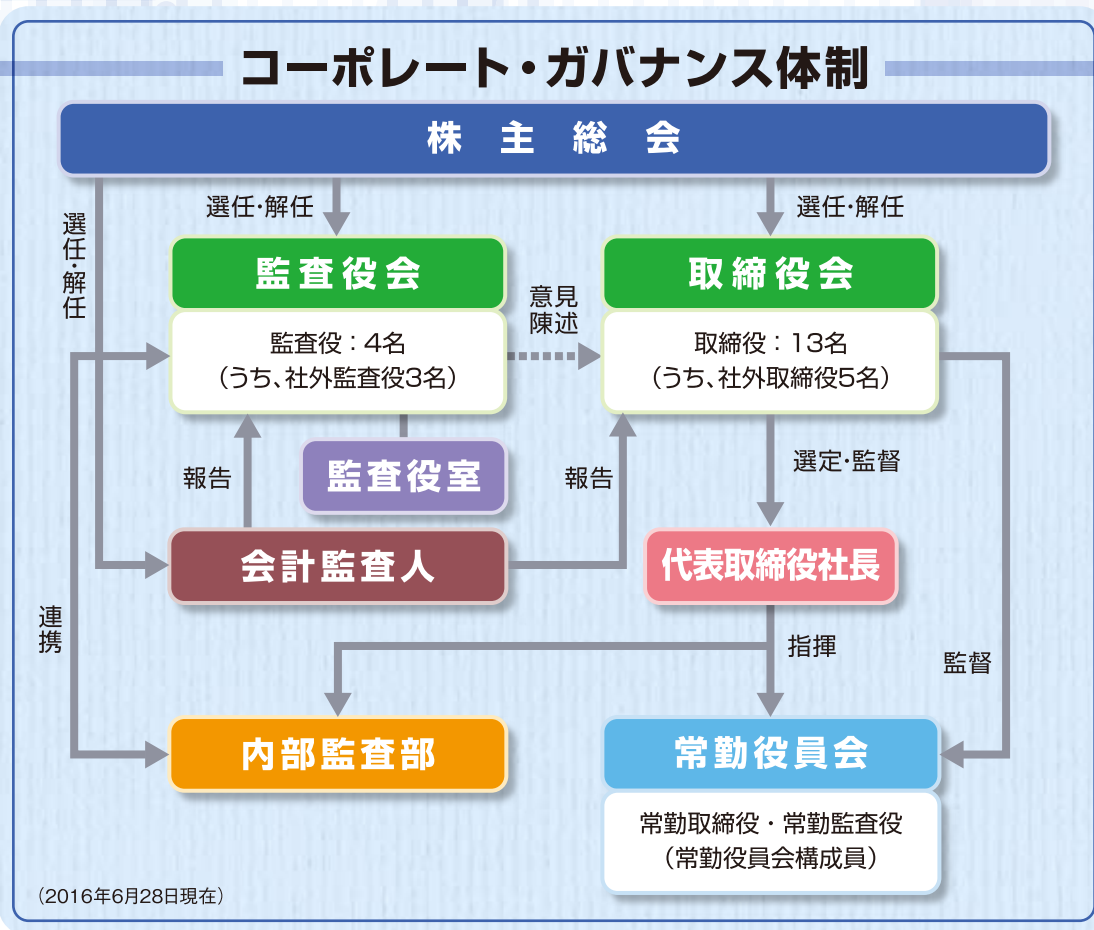 コーポレート・ガバナンス体制
株主総会
選任・解任
選任・解任
選任・解任
監査役会
取締役会
意見
陳述
監査役：4名
（うち、社外監査役3名）
取締役：13名
（うち、社外取締役5名）
監査役室
報告
報告
選定・監督
会計監査人
代表取締役社長
連携
指揮
監督
内部監査部
常勤役員会
常勤取締役・常勤監査役
（常勤役員会構成員）
（2016年6月28日現在）